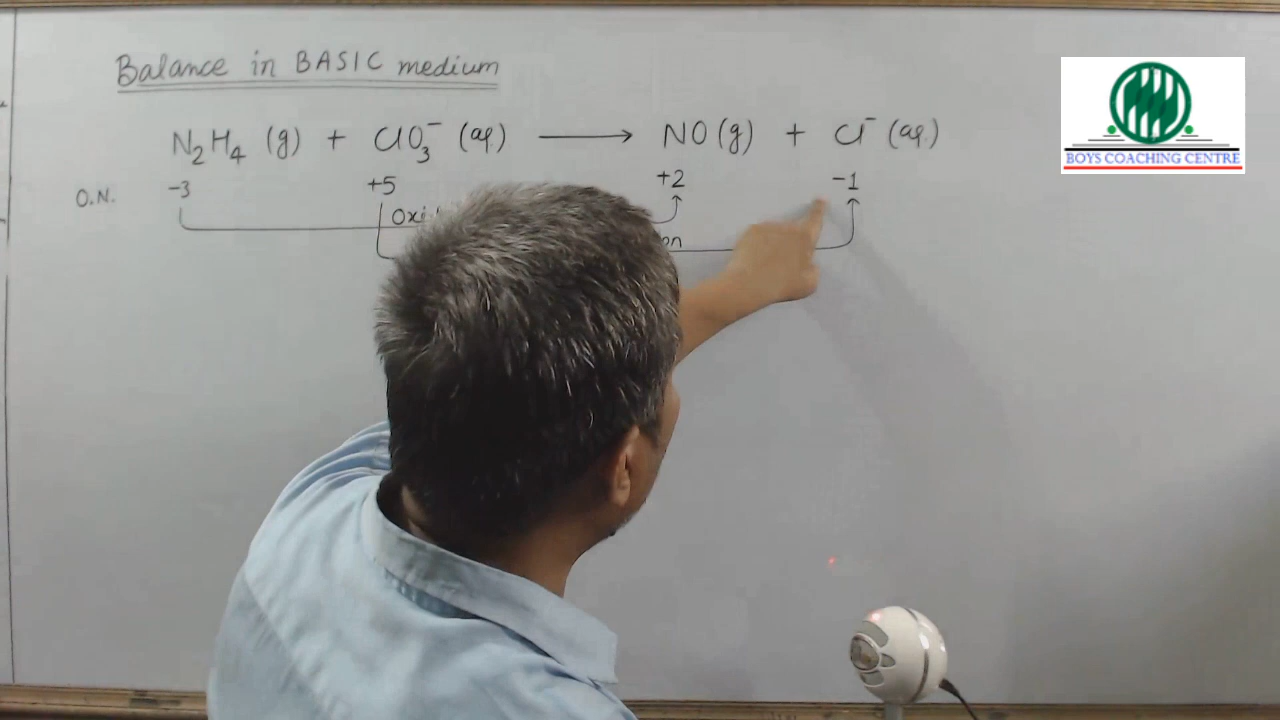 Balance in BASIC medium
N₂H₄ (g) + ClO₃⁻ (aq.) ⟶ NO (g) + Cl⁻ (aq.)
O.N. -3 +5 +2 -1
BOYS COACHING CENTRE